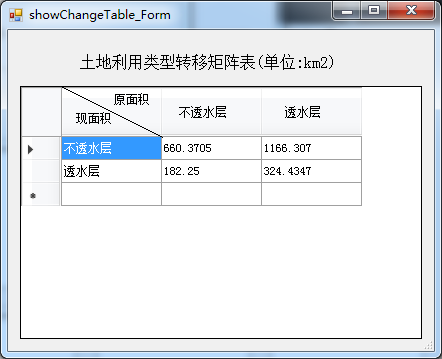 showChangeTable_Form
土地利用类型转移矩阵表(单位:km2)
原面积
现面积
不透水层 透水层
不透水层 660.3705 1166.307
透水层 182.25 324.4347